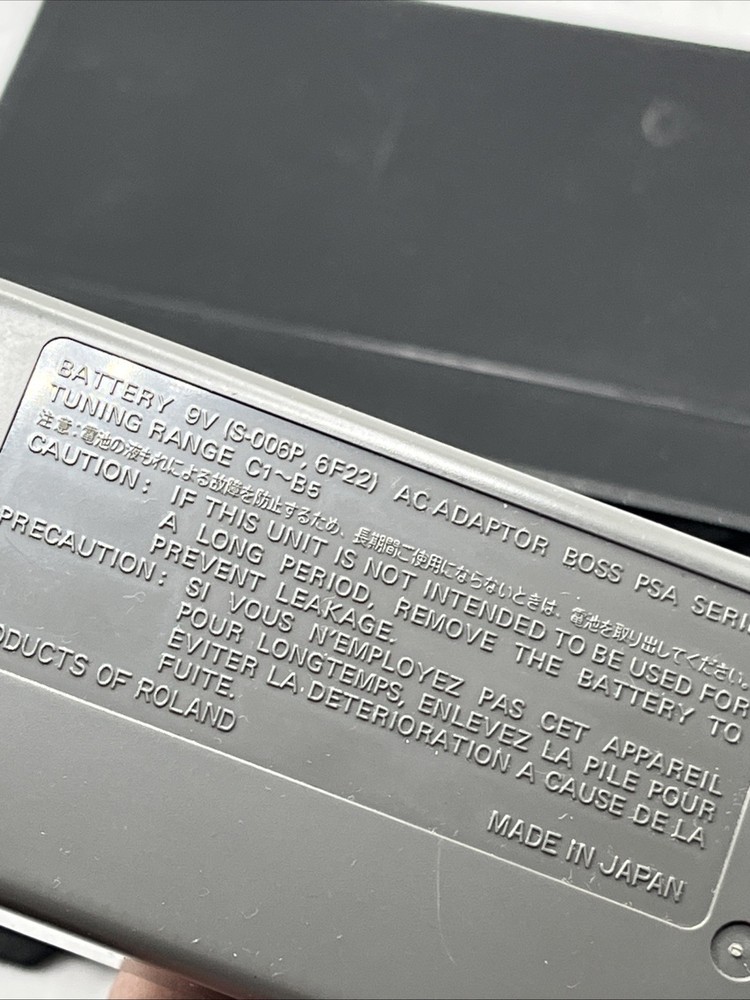 BATTERY 9V (S-006P, 6F22) AC ADAPTOR BOSS PSA
TUNING RANGE C1~B5
注意:電池の液もれによる故障を防止するため、長期間ご使用にならないときは、電池を取り出してください。
CAUTION: IF THIS UNIT IS NOT INTENDED TO BE USED FOR
A LONG PERIOD, REMOVE THE BATTERY TO
PREVENT LEAKAGE.
PRECAUTION: SI VOUS N'EMPLOYEZ PAS CET APPAREIL
POUR LONGTEMPS, ENLEVEZ LA PILE POUR
EVITER LA DETERIORATION A CAUSE DE LA
FUITE.
ODUCTS OF ROLAND
MADE IN JAPAN